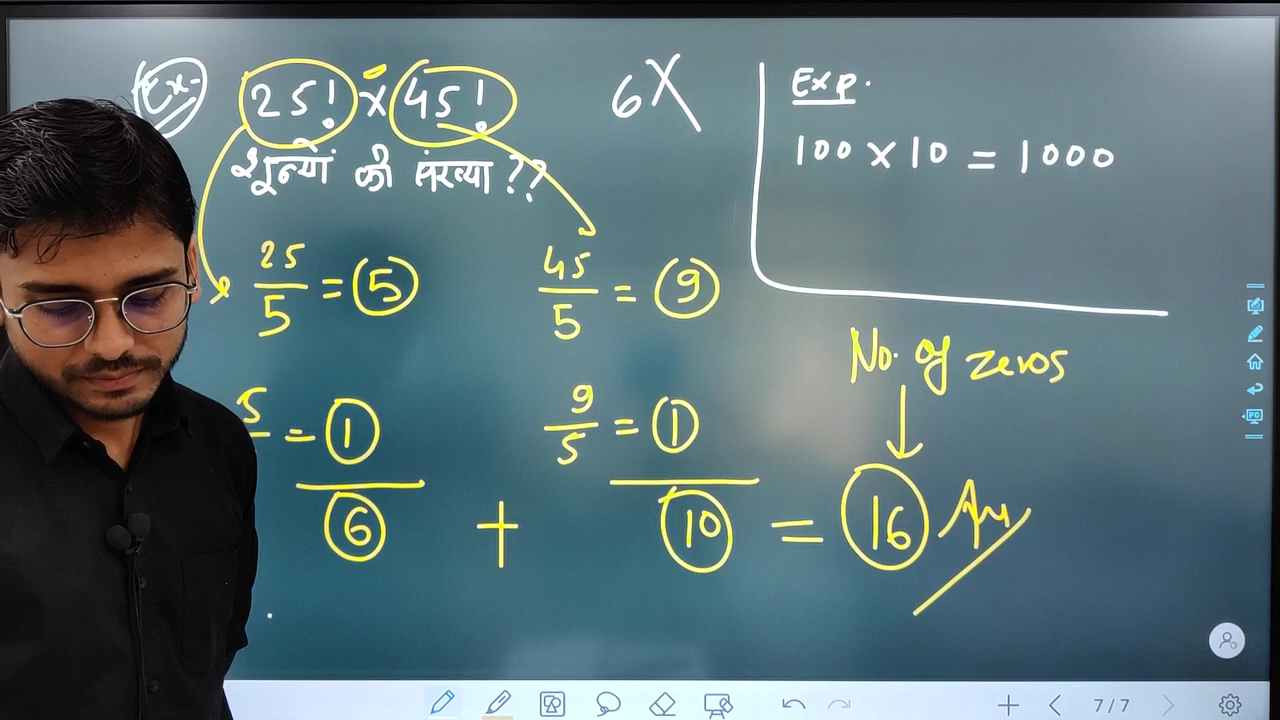 Ex- 25! × 45! 6X
शून्यों की संख्या ??
25/5 = 5
45/5 = 9
5 = 1
9/5 = 1
6 + 10 = 16 Ans
Exp.
100 × 10 = 1000
No. of zeros
7/7